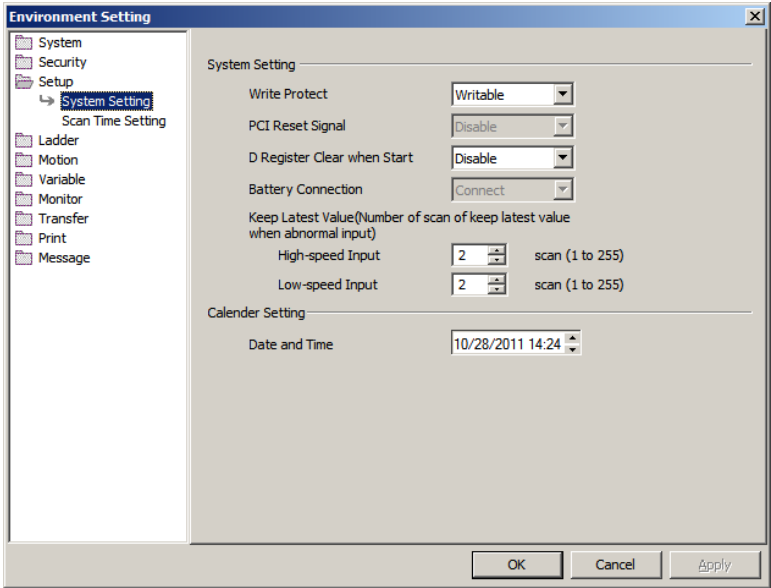 Environment Setting
System
Security
Setup
System Setting
Scan Time Setting
Ladder
Motion
Variable
Monitor
Transfer
Print
Message
System Setting
Write Protect Writable
PCI Reset Signal Disable
D Register Clear when Start Disable
Battery Connection Connect
Keep Latest Value(Number of scan of keep latest value
when abnormal input)
High-speed Input 2 scan (1 to 255)
Low-speed Input 2 scan (1 to 255)
Calender Setting
Date and Time 10/28/2011 14:24
OK Cancel Apply